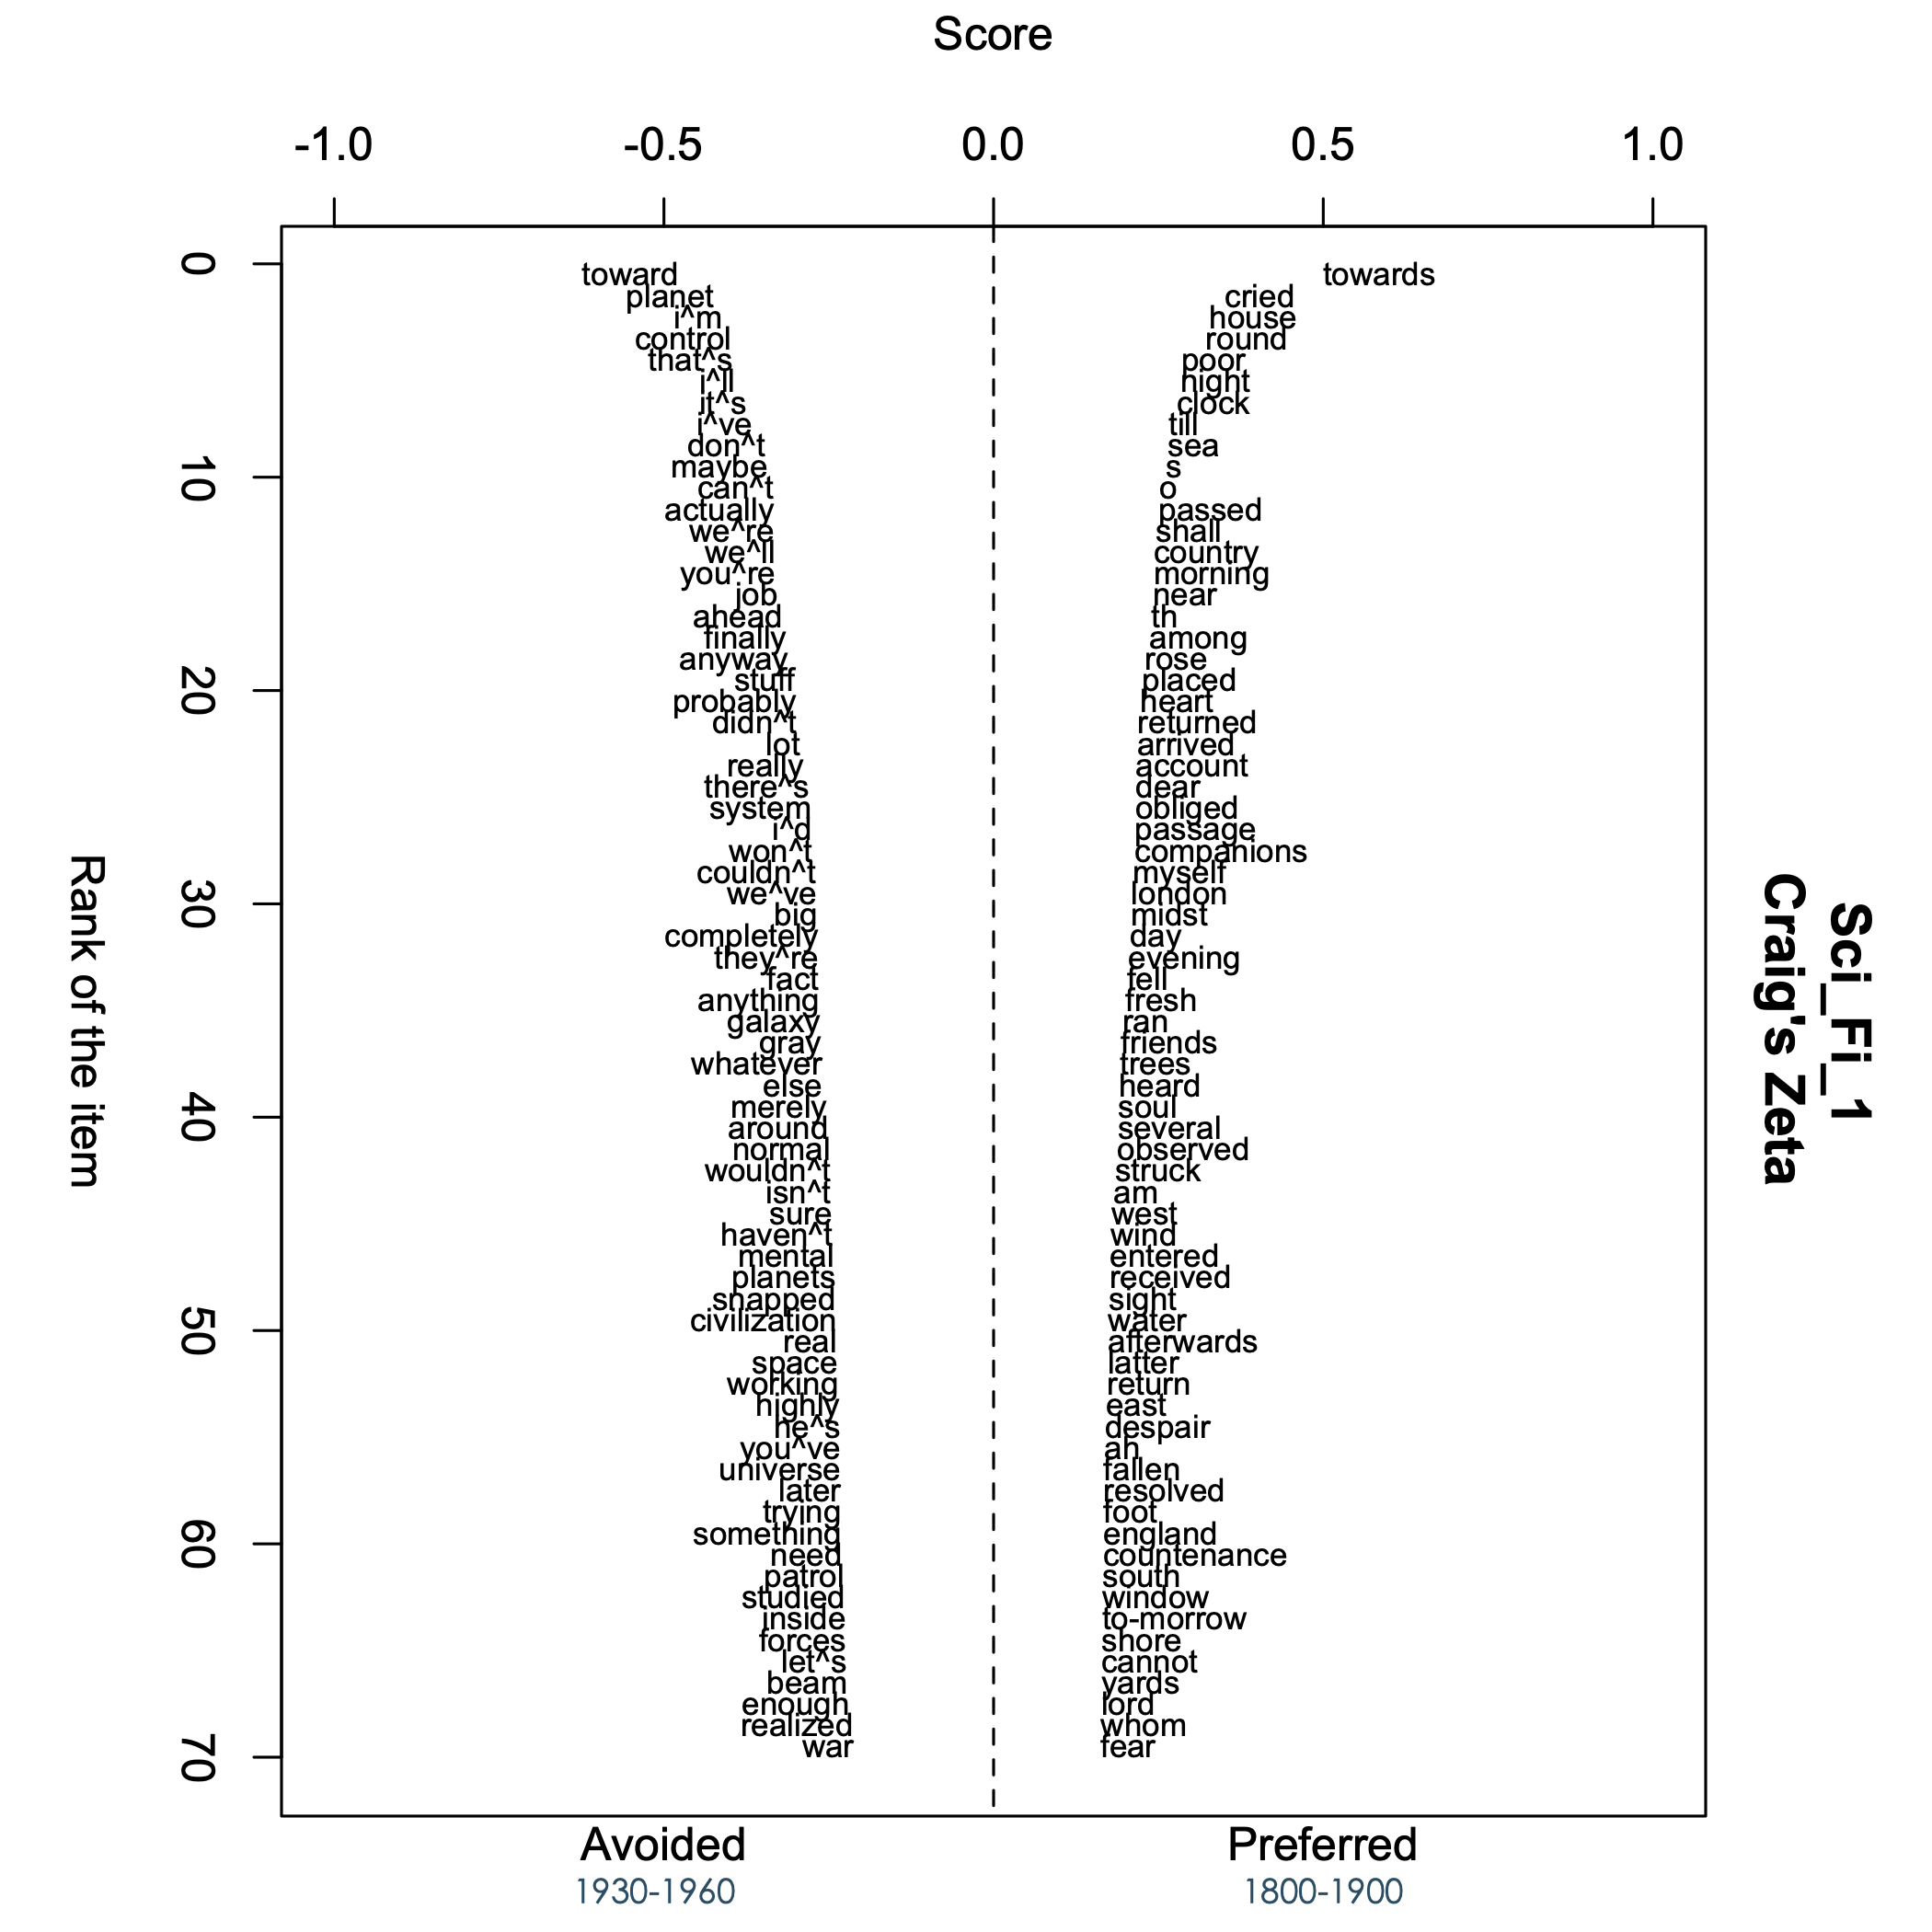 Score
-1.0 -0.5 0.0 0.5 1.0
0
toward towards
planet cried
i^m house
control round
that^s poor
i^ll night
it^s clock
i^ve till
don^t sea
maybe s
10
can^t o
actually passed
we^re shall
we^ll country
you^re morning
job near
ahead th
finally among
anyway rose
stuff placed
20
probably heart
didn^t returned
lot arrived
really account
there^s dear
system obliged
i^d passage
won^t companions
couldn^t myself
we^ve london
30
big midst
completely day
they^re evening
fact fell
anything fresh
galaxy ran
gray friends
whatever trees
else heard
merely soul
40
around several
normal observed
wouldn^t struck
isn^t am
sure west
haven^t wind
mental entered
planets received
snapped sight
civilization water
50
real afterwards
space latter
working return
highly east
he^s despair
you^ve ah
universe fallen
later resolved
trying foot
something england
60
need countenance
patrol south
studied window
inside to-morrow
forces shore
let^s cannot
beam yards
enough lord
realized whom
war fear
70
Rank of the item
Sci_Fi_1
Craig's Zeta
Avoided Preferred
1930-1960 1800-1900